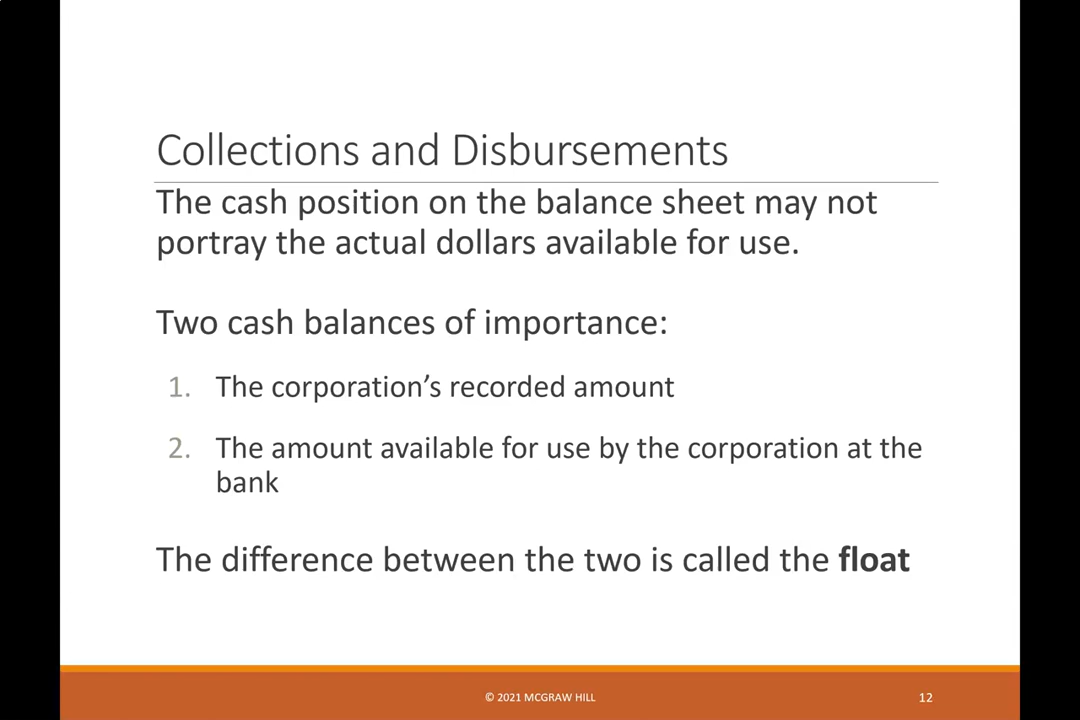 Collections and Disbursements
The cash position on the balance sheet may not
portray the actual dollars available for use.
Two cash balances of importance:
1. The corporation’s recorded amount
2. The amount available for use by the corporation at the
bank
The difference between the two is called the float
© 2021 MCGRAW HILL
12